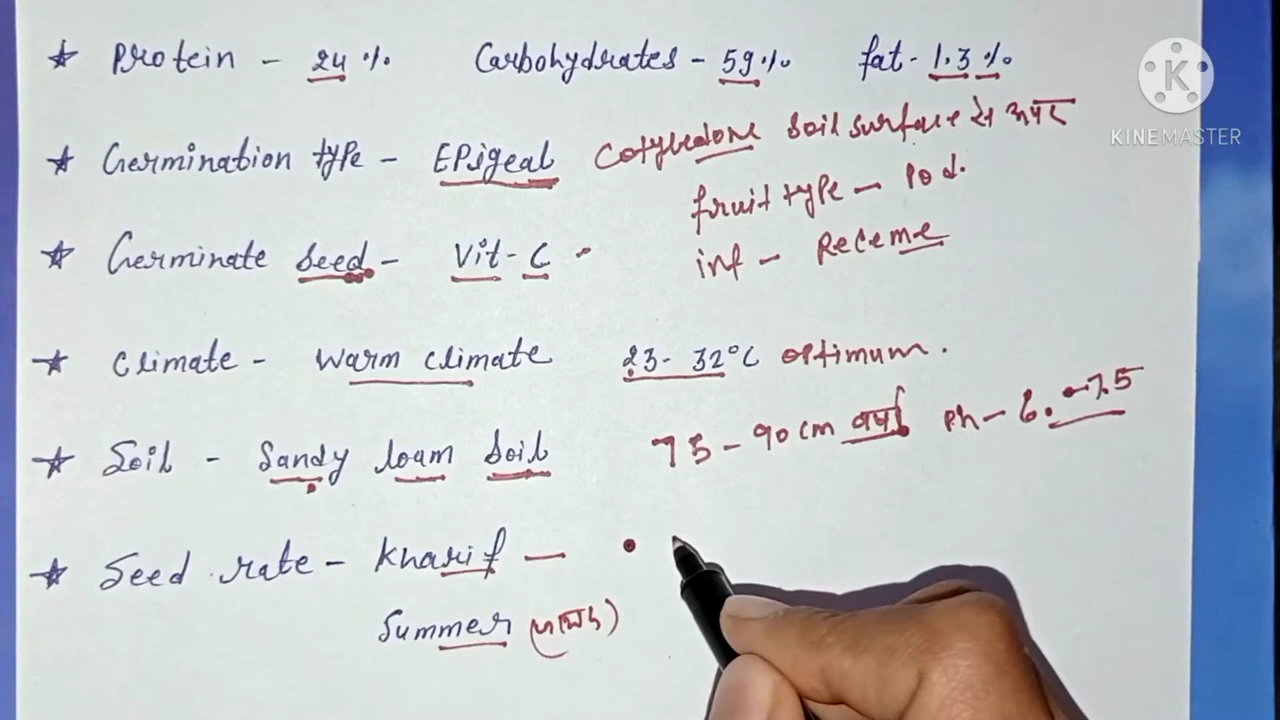 ★ Protein - 24 % Carbohydrates - 59 % fat - 1.3 %
KINEMASTER
★ Germination type - EPigeal Cotyledone soil surface से ऊपर
fruit type - Pod.
★ Germinate seed - Vit - C
inf - Receme
★ Climate - Warm climate 23 - 32°C optimum.
★ Soil - Sandy loam soil 75 - 90 cm वर्षा Ph - 6. - 7.5
★ Seed rate - Kharif -
Summer